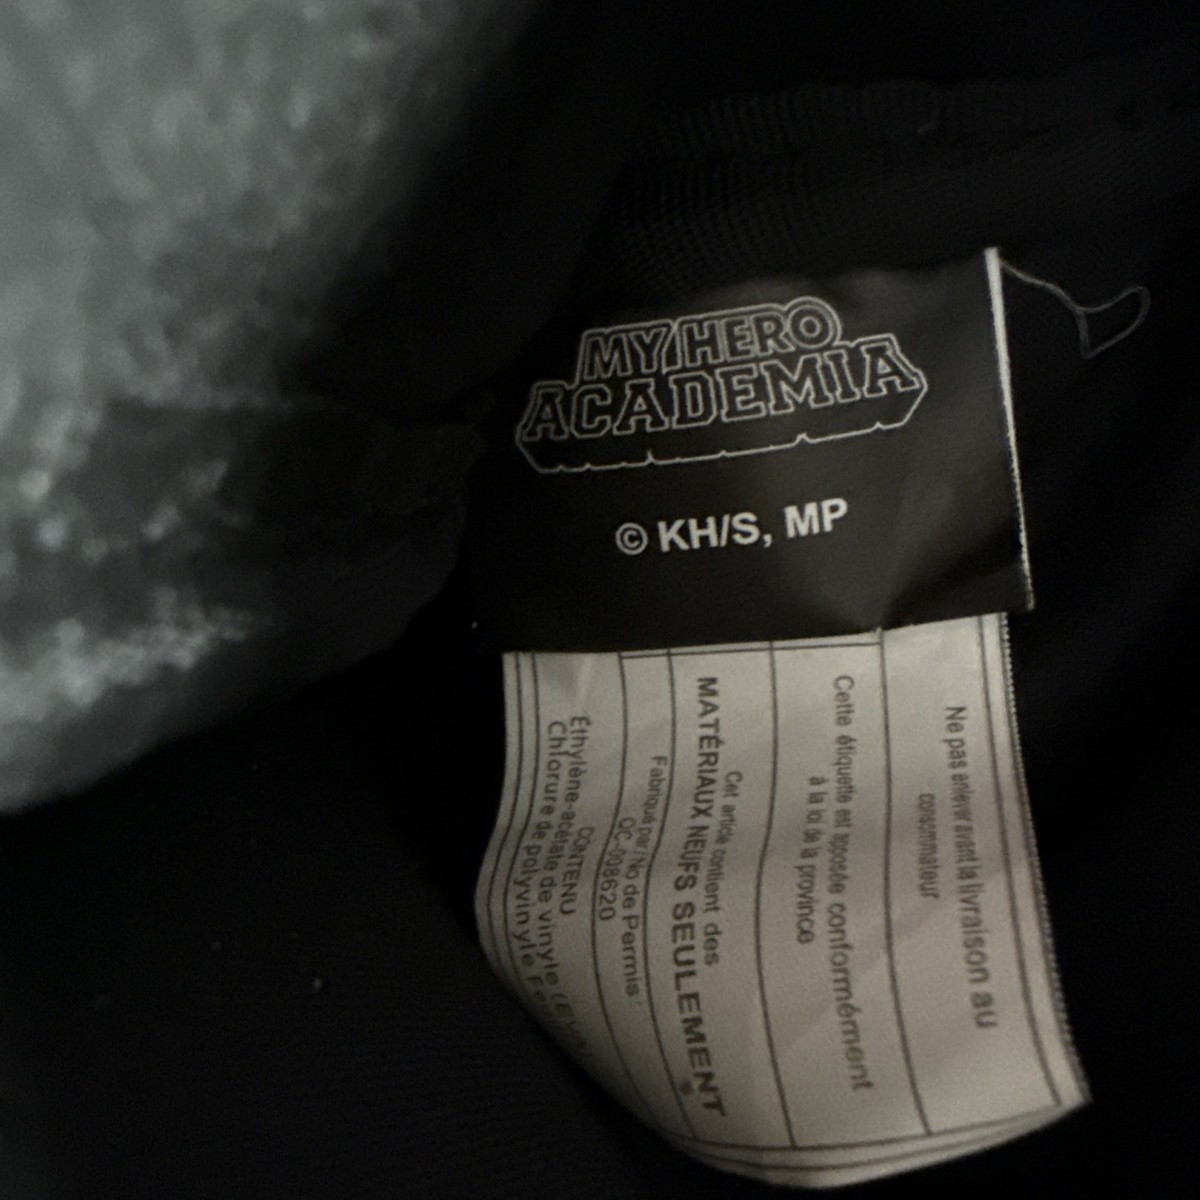 MY HERO
ACADEMIA
© KH/S, MP
Ne pas enlever avant la livraison au
consommateur
Cette étiquette est apposée conformément
à la loi de la province
Cet article contient des
MATÉRIAUX NEUFS SEULEMENT
Fabriqué par / No de Permis:
QC-098620
CONTENU
Éthylène-acétate de vinyle
Chlorure de polyvinyle